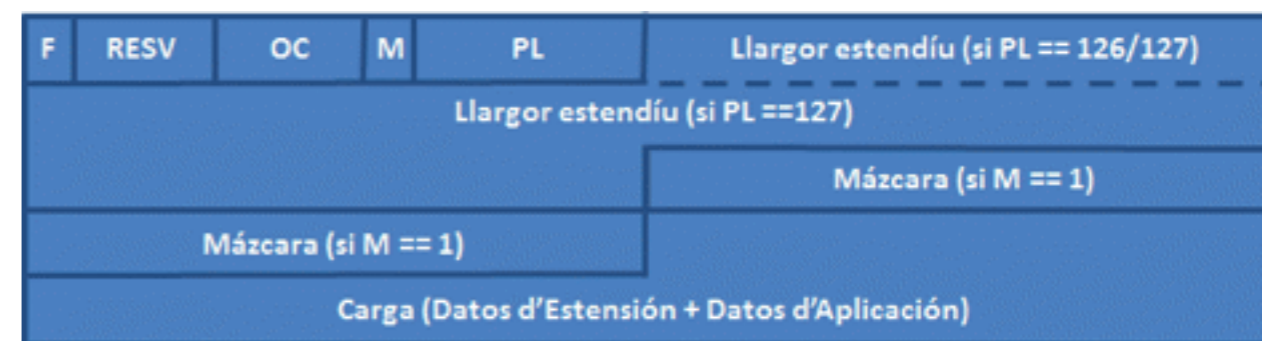 F RESV OC M PL Llargor estendíu (si PL == 126/127)
Llargor estendíu (si PL ==127)
Mázcara (si M == 1)
Mázcara (si M == 1)
Carga (Datos d'Estensión + Datos d'Aplicación)